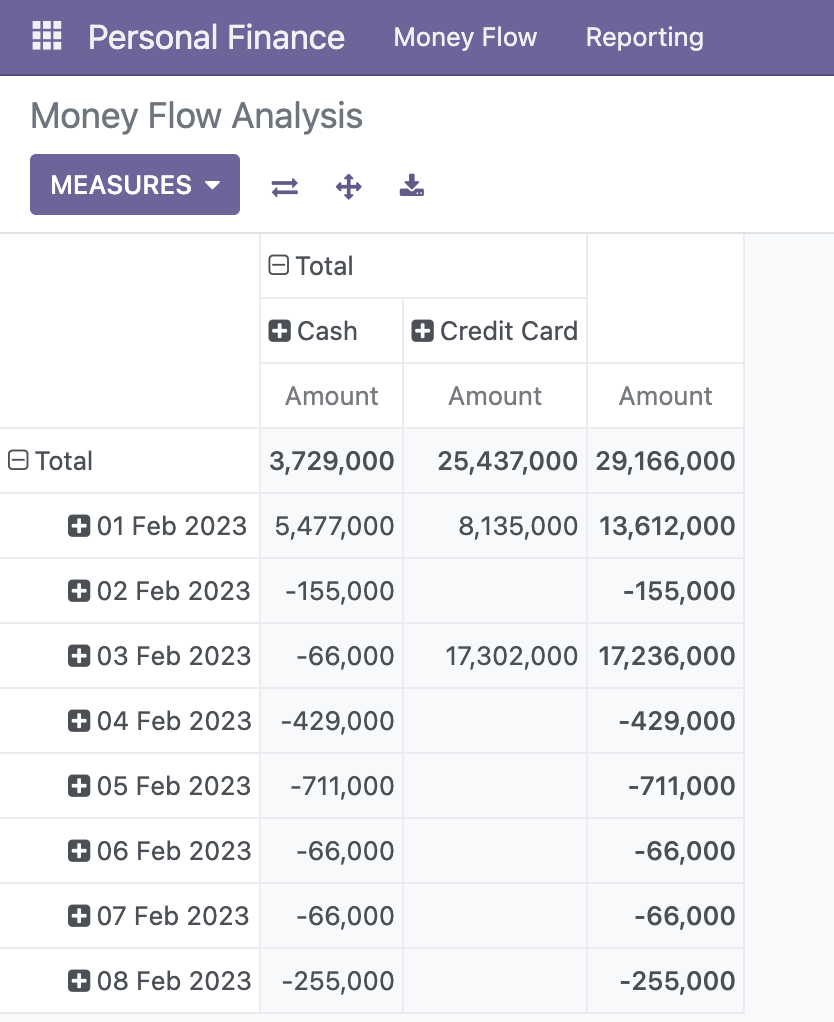 Personal Finance Money Flow Reporting
Money Flow Analysis
MEASURES
Total
Cash Credit Card
Amount Amount Amount
Total 3,729,000 25,437,000 29,166,000
01 Feb 2023 5,477,000 8,135,000 13,612,000
02 Feb 2023 -155,000 -155,000
03 Feb 2023 -66,000 17,302,000 17,236,000
04 Feb 2023 -429,000 -429,000
05 Feb 2023 -711,000 -711,000
06 Feb 2023 -66,000 -66,000
07 Feb 2023 -66,000 -66,000
08 Feb 2023 -255,000 -255,000